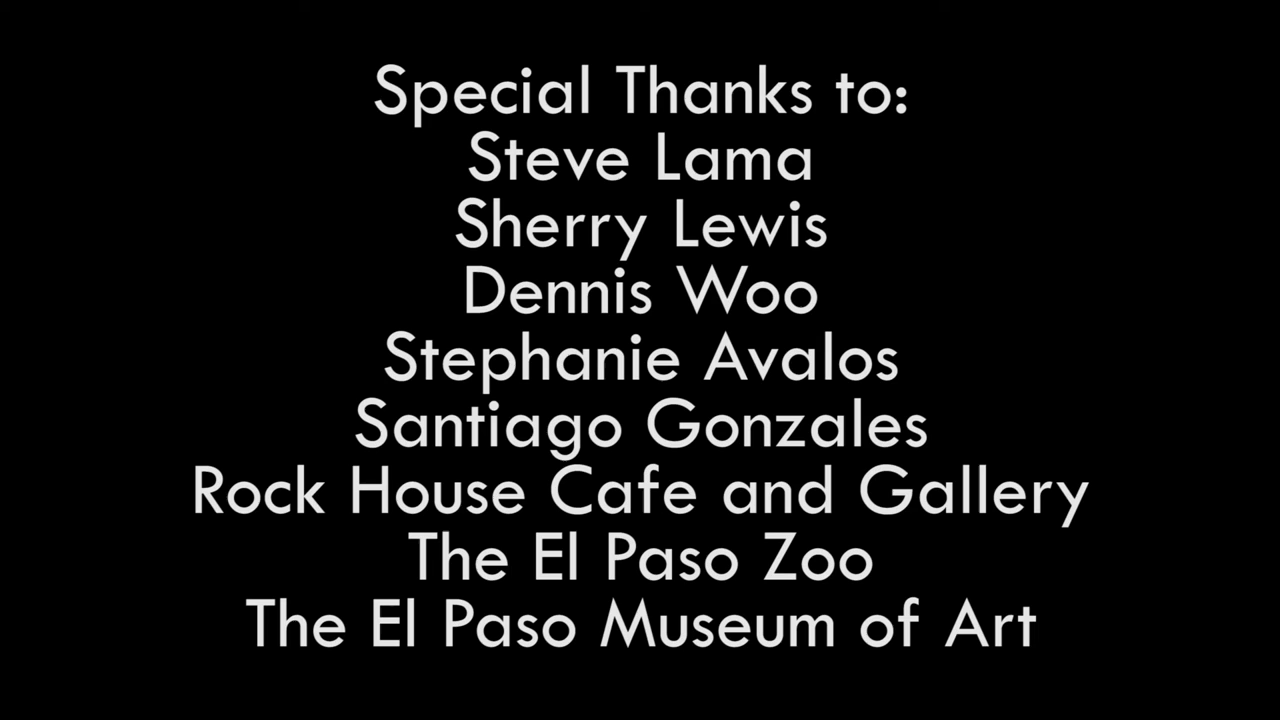 Special Thanks to:
Steve Lama
Sherry Lewis
Dennis Woo
Stephanie Avalos
Santiago Gonzales
Rock House Cafe and Gallery
The El Paso Zoo
The El Paso Museum of Art